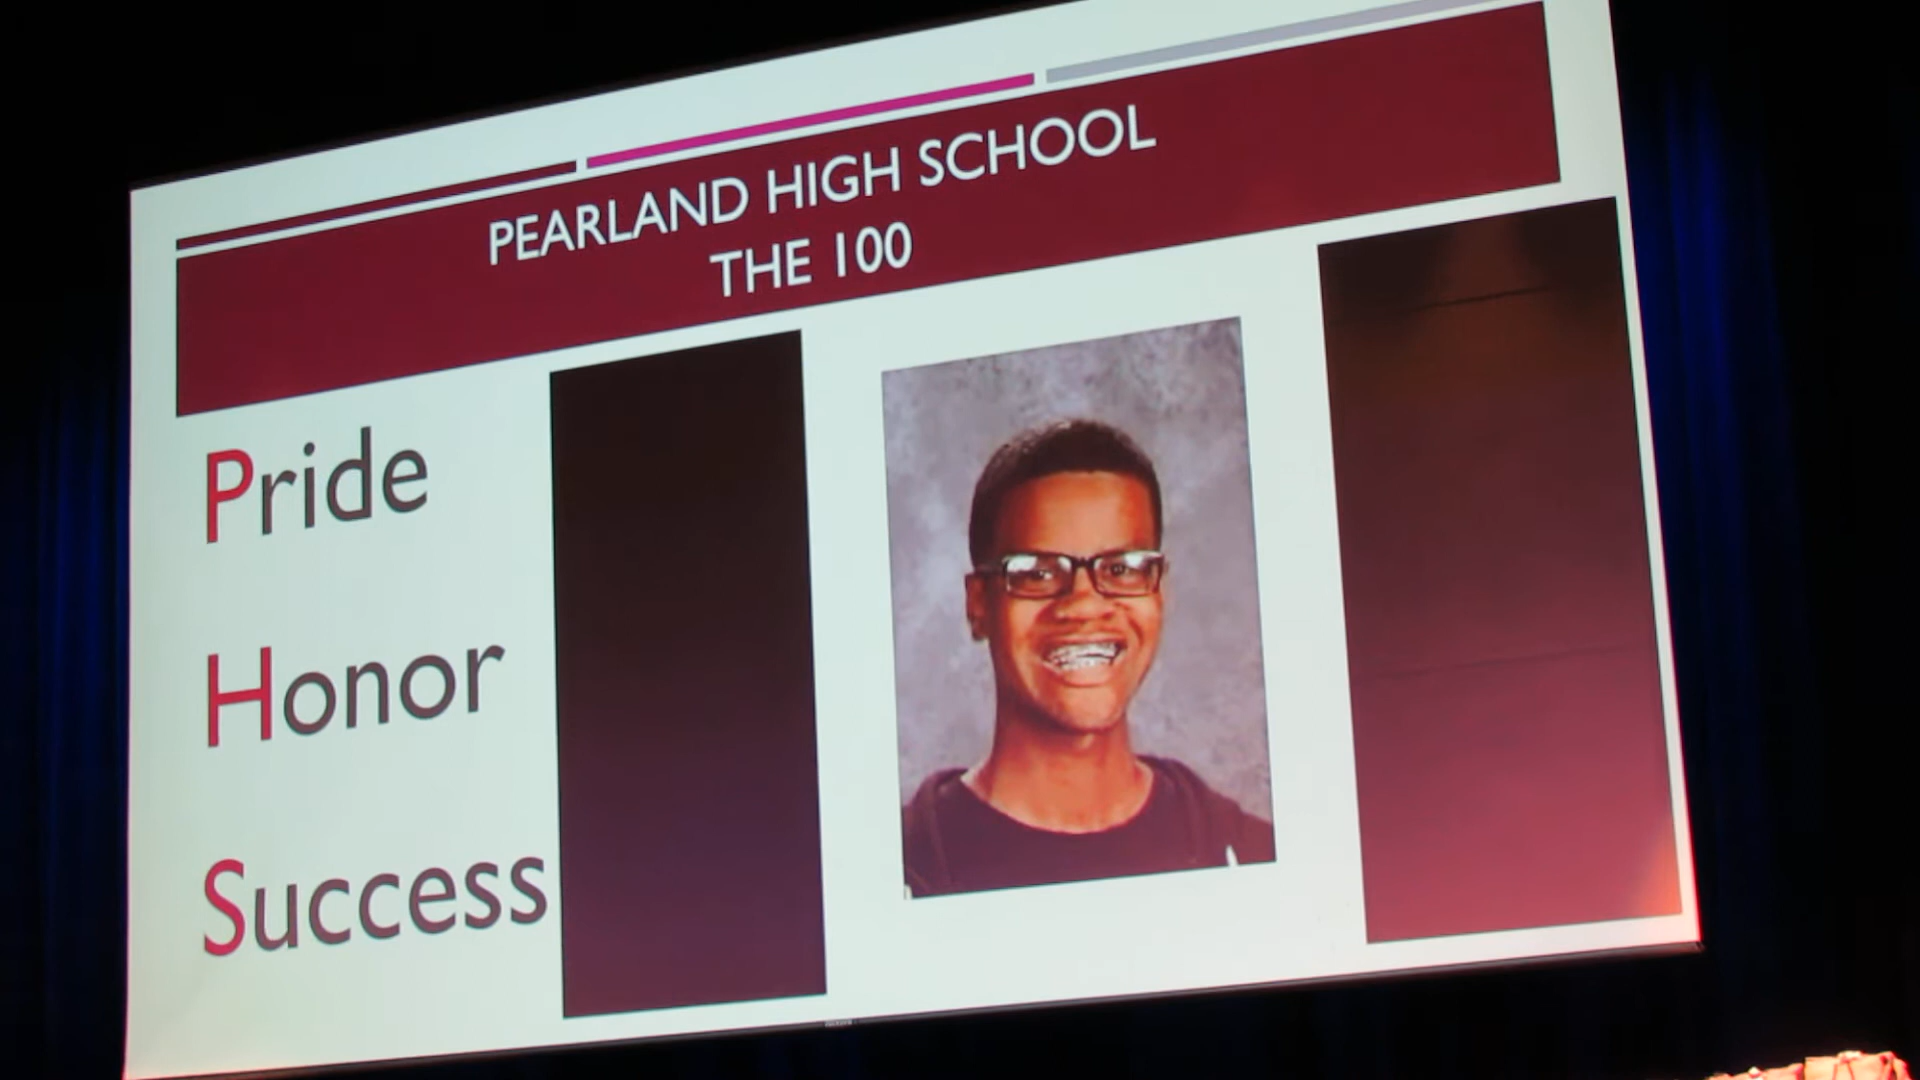 PEARLAND HIGH SCHOOL
THE 100
Pride
Honor
Success